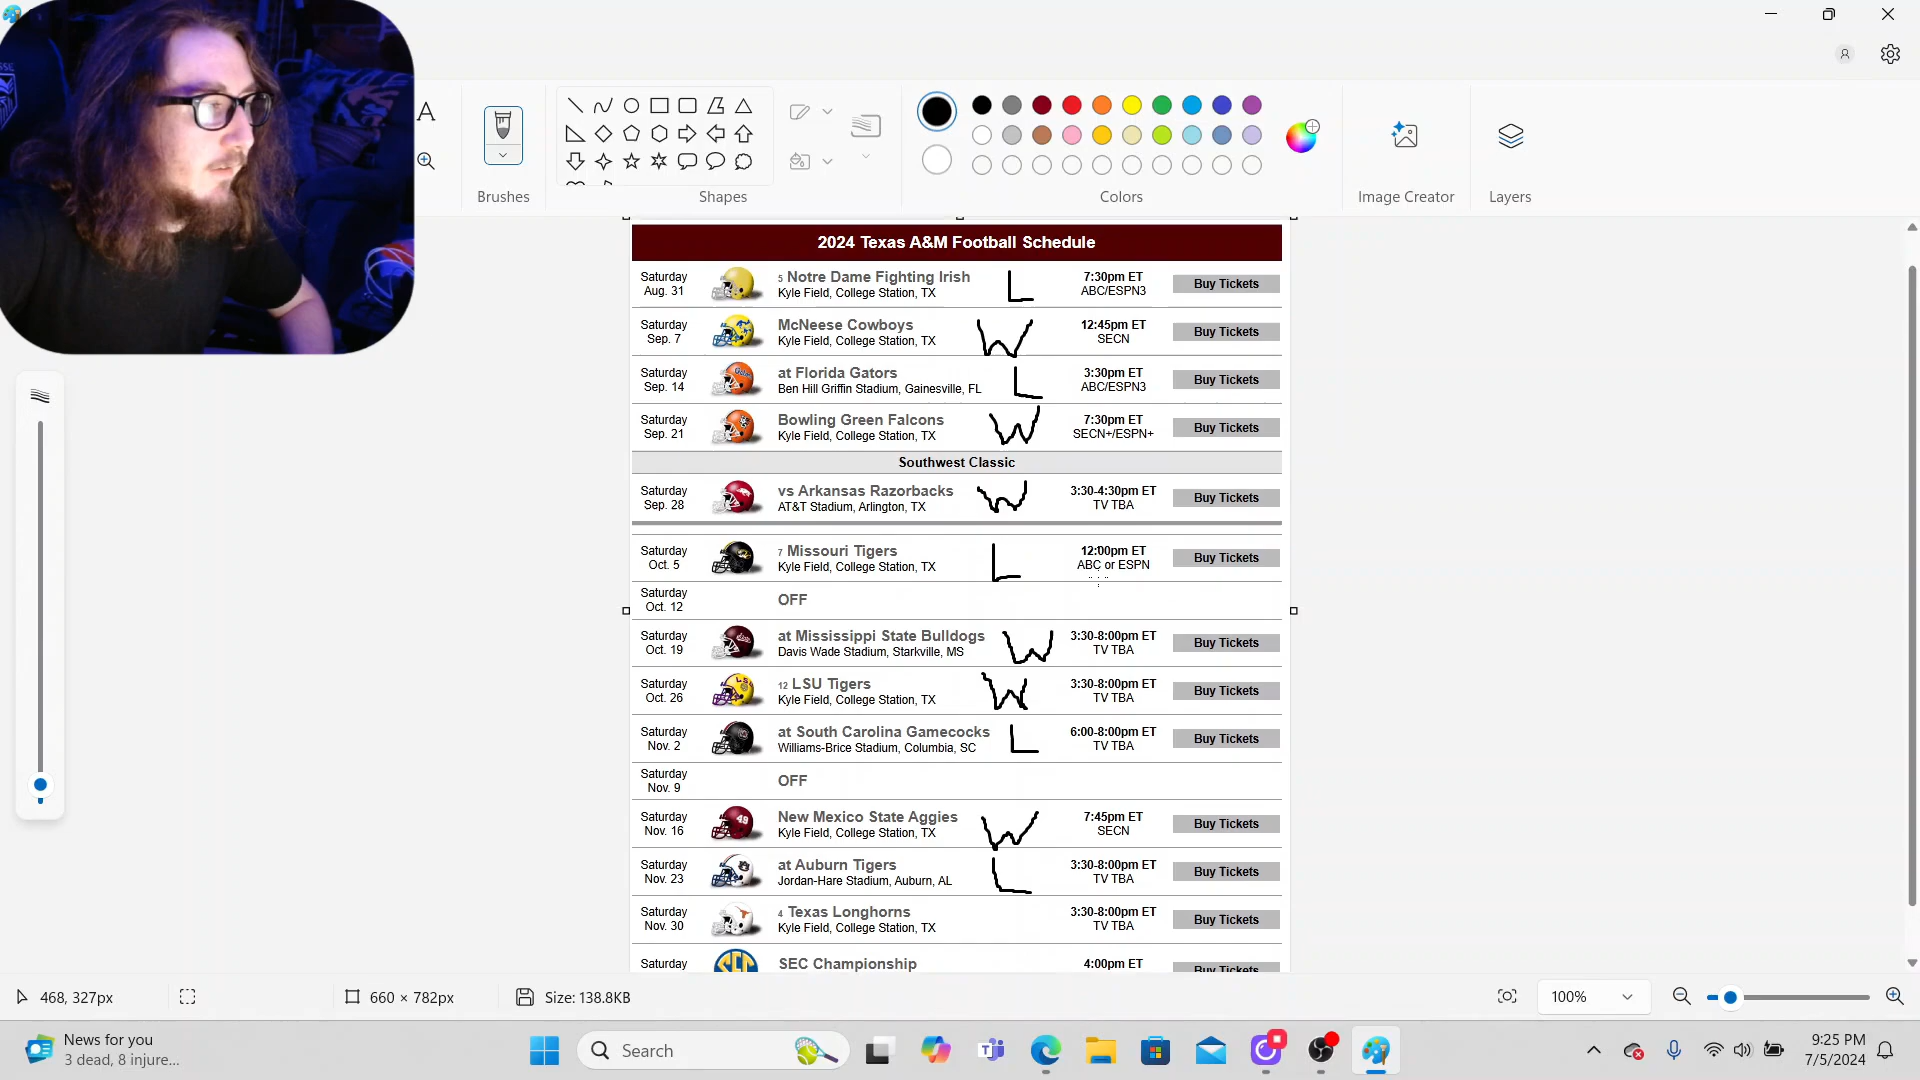 A
Brushes
Shapes
Colors
Image Creator
Layers
2024 Texas A&M Football Schedule
Saturday
Aug. 31
5 Notre Dame Fighting Irish
Kyle Field, College Station, TX
L
7:30pm ET
ABC/ESPN3
Buy Tickets
Saturday
Sep. 7
McNeese Cowboys
Kyle Field, College Station, TX
W
12:45pm ET
SECN
Buy Tickets
Saturday
Sep. 14
at Florida Gators
Ben Hill Griffin Stadium, Gainesville, FL
L
3:30pm ET
ABC/ESPN3
Buy Tickets
Saturday
Sep. 21
Bowling Green Falcons
Kyle Field, College Station, TX
W
7:30pm ET
SECN+/ESPN+
Buy Tickets
Southwest Classic
Saturday
Sep. 28
vs Arkansas Razorbacks
AT&T Stadium, Arlington, TX
W
3:30-4:30pm ET
TV TBA
Buy Tickets
Saturday
Oct. 5
7 Missouri Tigers
Kyle Field, College Station, TX
L
12:00pm ET
ABC or ESPN
Buy Tickets
Saturday
Oct. 12
OFF
Saturday
Oct. 19
at Mississippi State Bulldogs
Davis Wade Stadium, Starkville, MS
W
3:30-8:00pm ET
TV TBA
Buy Tickets
Saturday
Oct. 26
12 LSU Tigers
Kyle Field, College Station, TX
W
3:30-8:00pm ET
TV TBA
Buy Tickets
Saturday
Nov. 2
at South Carolina Gamecocks
Williams-Brice Stadium, Columbia, SC
L
6:00-8:00pm ET
TV TBA
Buy Tickets
Saturday
Nov. 9
OFF
Saturday
Nov. 16
New Mexico State Aggies
Kyle Field, College Station, TX
W
7:45pm ET
SECN
Buy Tickets
Saturday
Nov. 23
at Auburn Tigers
Jordan-Hare Stadium, Auburn, AL
L
3:30-8:00pm ET
TV TBA
Buy Tickets
Saturday
Nov. 30
4 Texas Longhorns
Kyle Field, College Station, TX
3:30-8:00pm ET
TV TBA
Buy Tickets
Saturday
SEC
SEC Championship
4:00pm ET
Buy Tickets
468, 327px
660 × 782px
Size: 138.8KB
100%
News for you
3 dead, 8 injure...
Search
9:25 PM
7/5/2024